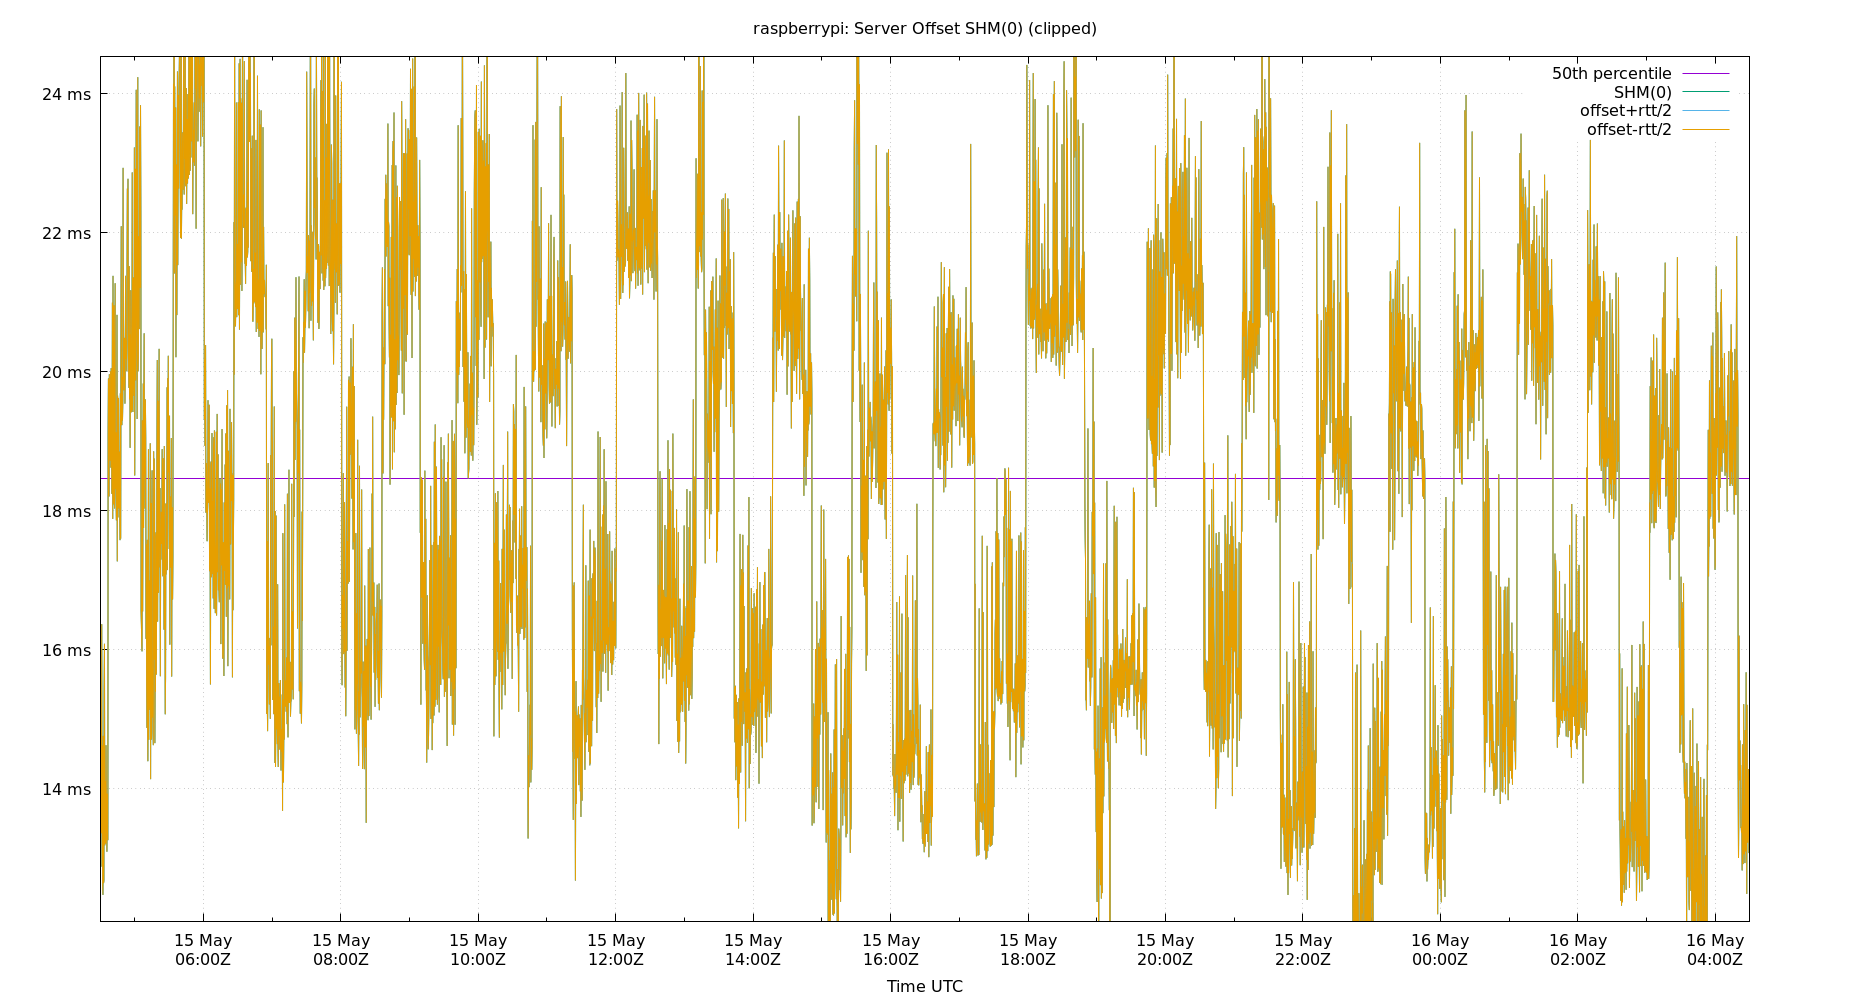 raspberrypi: Server Offset SHM(0) (clipped)
50th percentile
SHM(0)
offset+rtt/2
offset-rtt/2
24 ms
22 ms
20 ms
18 ms
16 ms
14 ms
15 May 15 May 15 May 15 May 15 May 15 May 15 May 15 May 15 May 16 May 16 May 16 May
06:00Z 08:00Z 10:00Z 12:00Z 14:00Z 16:00Z 18:00Z 20:00Z 22:00Z 00:00Z 02:00Z 04:00Z
Time UTC